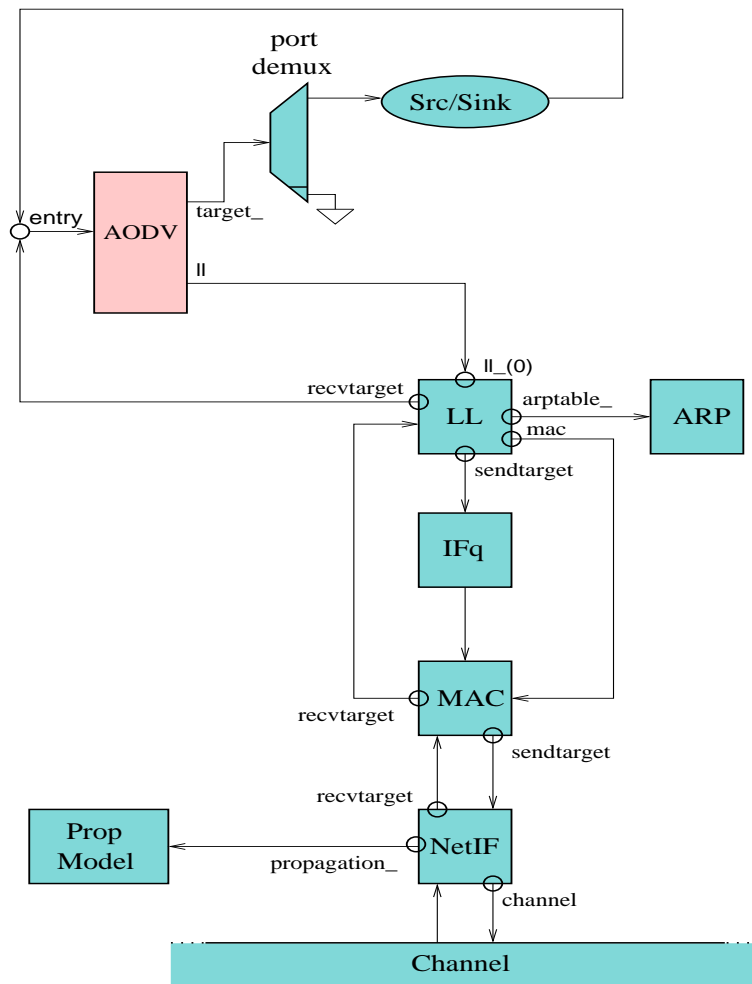 port
demux
Src/Sink
entry
AODV
target_
ll
ll_(0)
recvtarget
arptable_
LL
ARP
mac
sendtarget
IFq
MAC
recvtarget
sendtarget
recvtarget
Prop
Model
NetIF
propagation_
channel
Channel